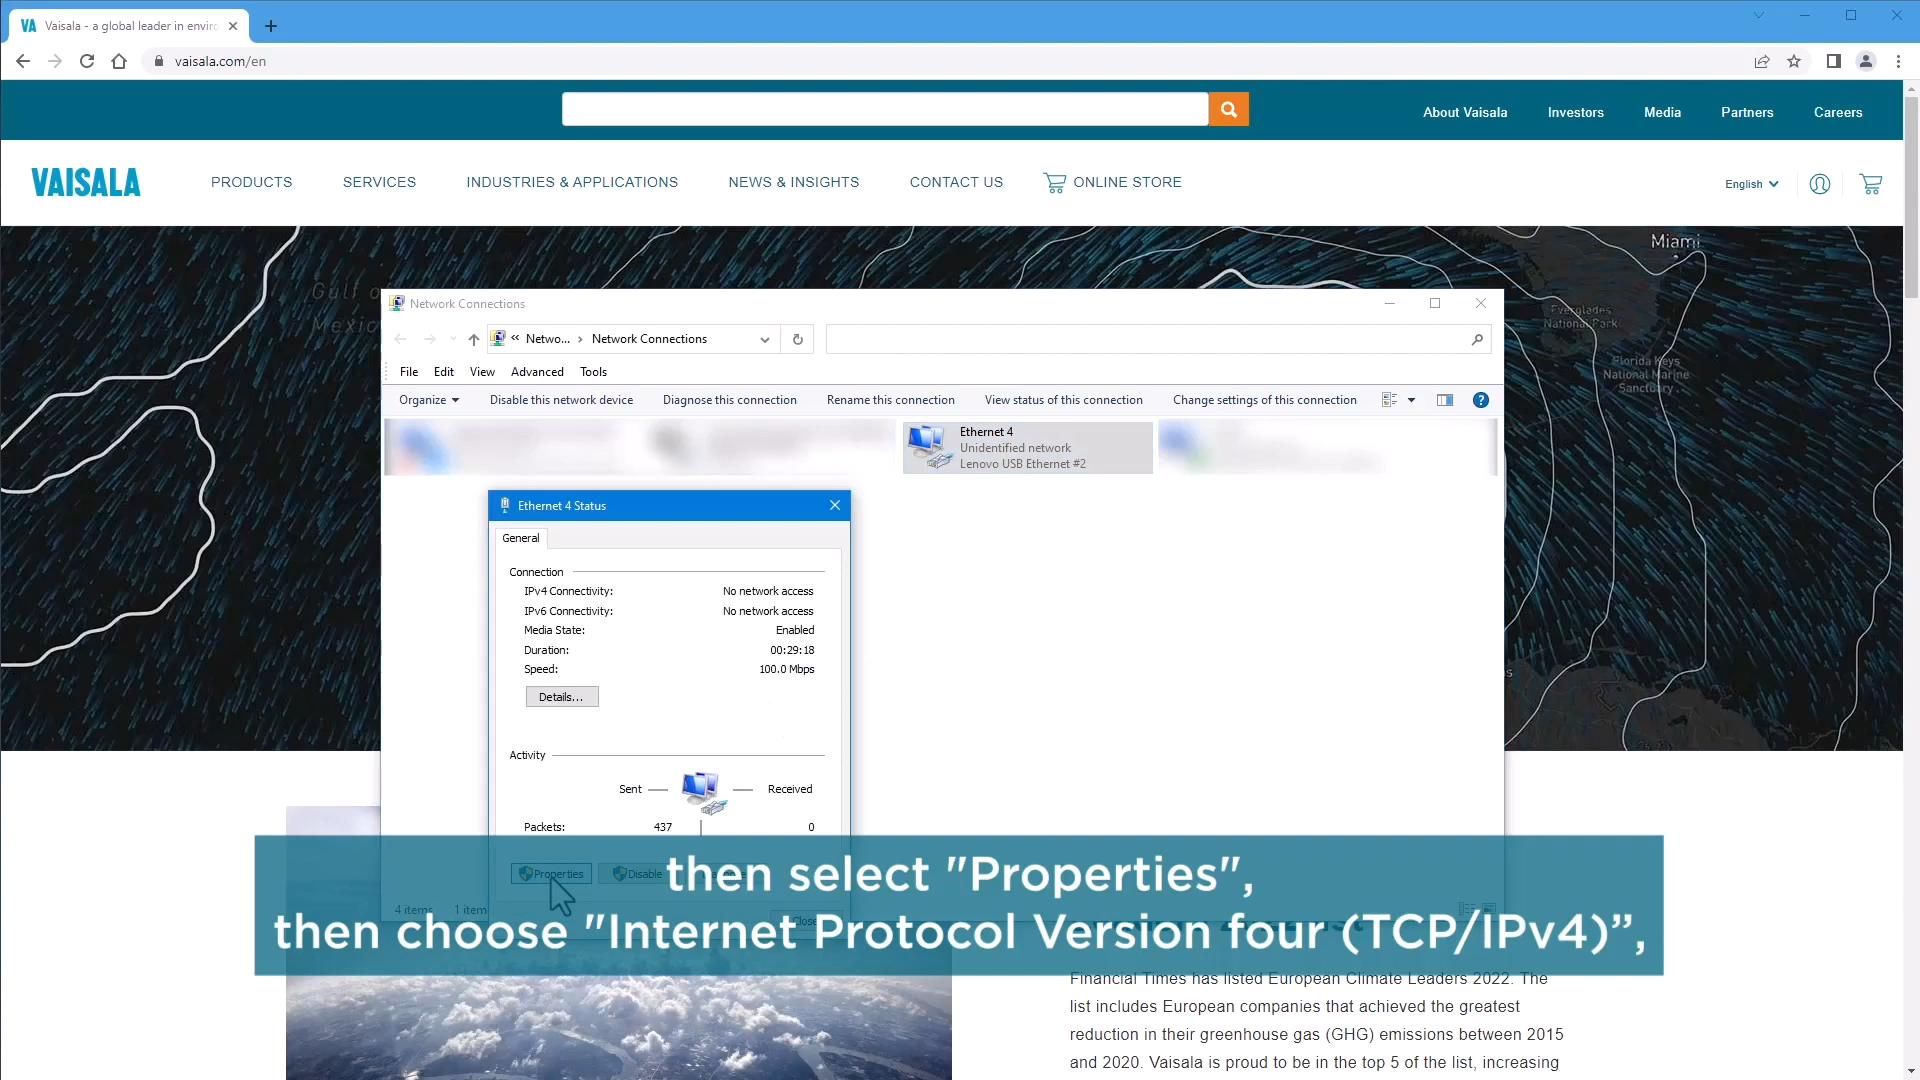 VA Vaisala - a global leader in enviro
vaisala.com/en
About Vaisala Investors Media Partners Careers
VAISALA PRODUCTS SERVICES INDUSTRIES & APPLICATIONS NEWS & INSIGHTS CONTACT US ONLINE STORE English
Miami
Gulf o
Mexic
Everglades
National Park
Florida Keys
National Marine
Sanctuary
Network Connections
« Netwo... › Network Connections
File Edit View Advanced Tools
Organize Disable this network device Diagnose this connection Rename this connection View status of this connection Change settings of this connection
Ethernet 4
Unidentified network
Lenovo USB Ethernet #2
Ethernet 4 Status
General
Connection
IPv4 Connectivity: No network access
IPv6 Connectivity: No network access
Media State: Enabled
Duration: 00:29:18
Speed: 100.0 Mbps
Details...
Activity
Sent Received
Packets: 437 0
Properties Disable
4 items 1 item
Close
then select "Properties",
then choose "Internet Protocol Version four (TCP/IPv4)”,
Financial Times has listed European Climate Leaders 2022. The
list includes European companies that achieved the greatest
reduction in their greenhouse gas (GHG) emissions between 2015
and 2020. Vaisala is proud to be in the top 5 of the list, increasing